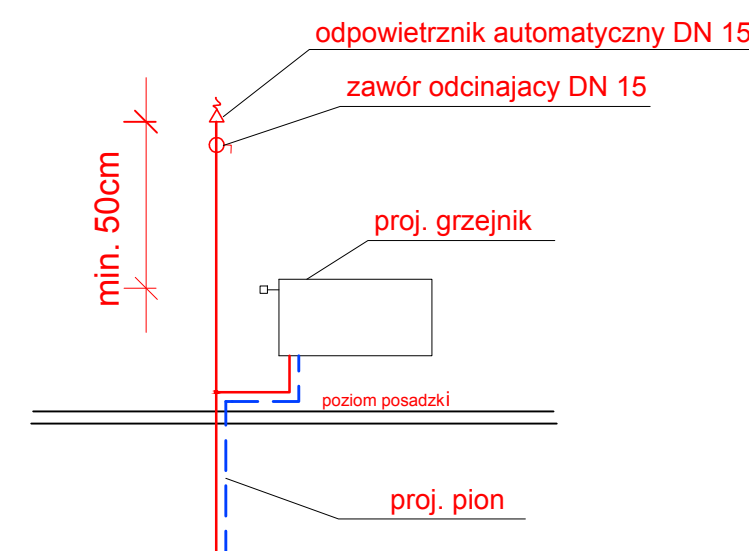 odpowietrznik automatyczny DN 15
zawór odcinajacy DN 15
min. 50cm
proj. grzejnik
poziom posadzki
proj. pion